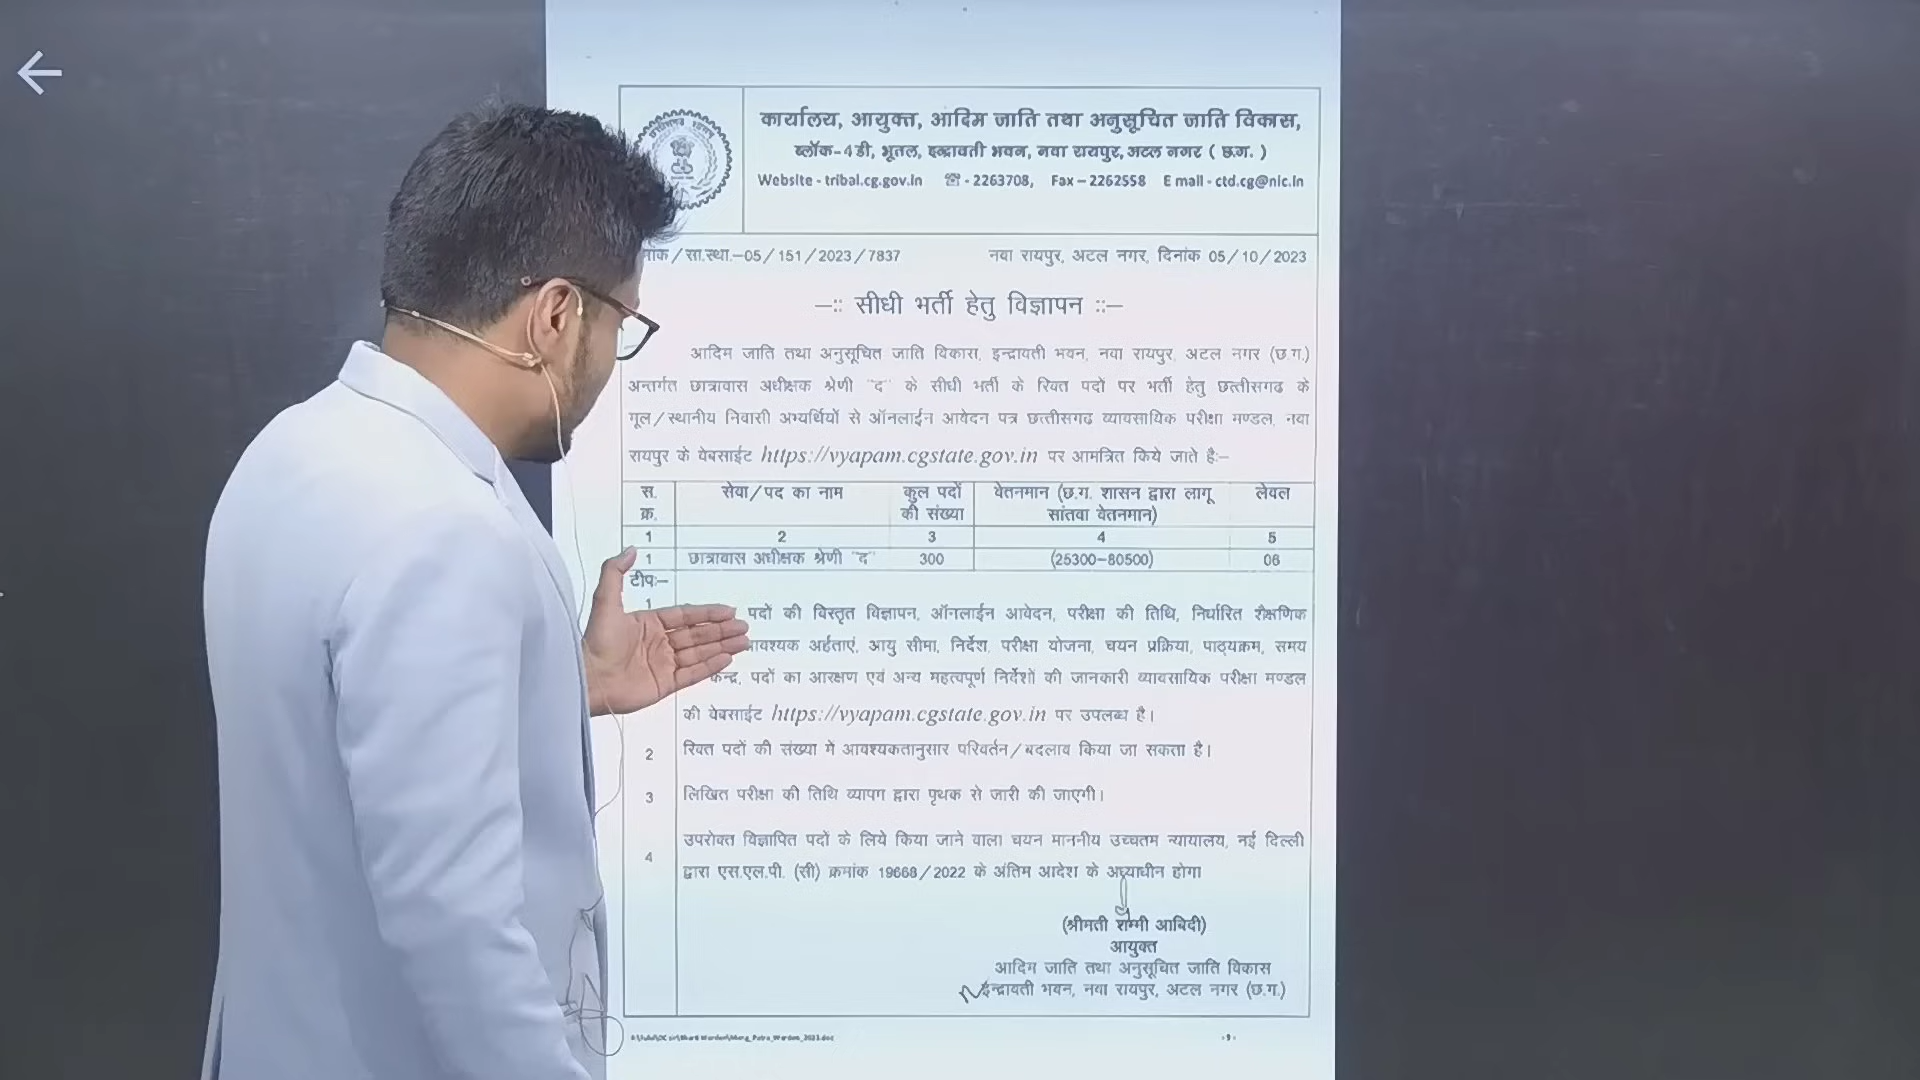 कार्यालय, आयुक्त, आदिम जाति तथा अनुसूचित जाति विकास,
ब्लॉक-4डी, भूतल, इन्द्रावती भवन, नवा रायपुर, अटल नगर ( छ.ग. )
Website - tribal.cg.gov.in ☏ - 2263708, Fax – 2262558 E mail - ctd.cg@nic.in
/ सा.स्था.–05 / 151 / 2023 / 7837 नवा रायपुर, अटल नगर, दिनांक 05 / 10 / 2023
–:: सीधी भर्ती हेतु विज्ञापन ::–
आदिम जाति तथा अनुसूचित जाति विकास, इन्द्रावती भवन, नवा रायपुर, अटल नगर (छ.ग.)
अन्तर्गत छात्रावास अधीक्षक श्रेणी "द" के सीधी भर्ती के रिक्त पदों पर भर्ती हेतु छत्तीसगढ के
मूल / स्थानीय निवासी अभ्यर्थियों से ऑनलाईन आवेदन पत्र छत्तीसगढ व्यावसायिक परीक्षा मण्डल, नवा
रायपुर के वेबसाईट https://vyapam.cgstate.gov.in पर आमत्रित किये जाते है:–
स. क्र. सेवा/पद का नाम कुल पदों की संख्या वेतनमान (छ.ग. शासन द्वारा लागू सांतवा वेतनमान) लेवल
1 2 3 4 5
1 छात्रावास अधीक्षक श्रेणी "द" 300 (25300–80500) 06
टीपः–
1 पदों की विस्तृत विज्ञापन, ऑनलाईन आवेदन, परीक्षा की तिथि, निर्धारित शैक्षणिक
अर्हताएं, आयु सीमा, निर्देश, परीक्षा योजना, चयन प्रक्रिया, पाठ्यक्रम, समय
केन्द्र, पदों का आरक्षण एवं अन्य महत्वपूर्ण निर्देशों की जानकारी व्यावसायिक परीक्षा मण्डल
की वेबसाईट https://vyapam.cgstate.gov.in पर उपलब्ध है।
2 रिक्त पदों की संख्या में आवश्यकतानुसार परिवर्तन / बदलाव किया जा सकता है।
3 लिखित परीक्षा की तिथि व्यापम द्वारा पृथक से जारी की जाएगी।
4 उपरोक्त विज्ञापित पदों के लिये किया जाने वाला चयन माननीय उच्चतम न्यायालय, नई दिल्ली
द्वारा एस.एल.पी. (सी) क्रमांक 19668 / 2022 के अंतिम आदेश के अध्याधीन होगा
(श्रीमती शम्मी आबिदी)
आयुक्त
आदिम जाति तथा अनुसूचित जाति विकास
इन्द्रावती भवन, नवा रायपुर, अटल नगर (छ.ग.)